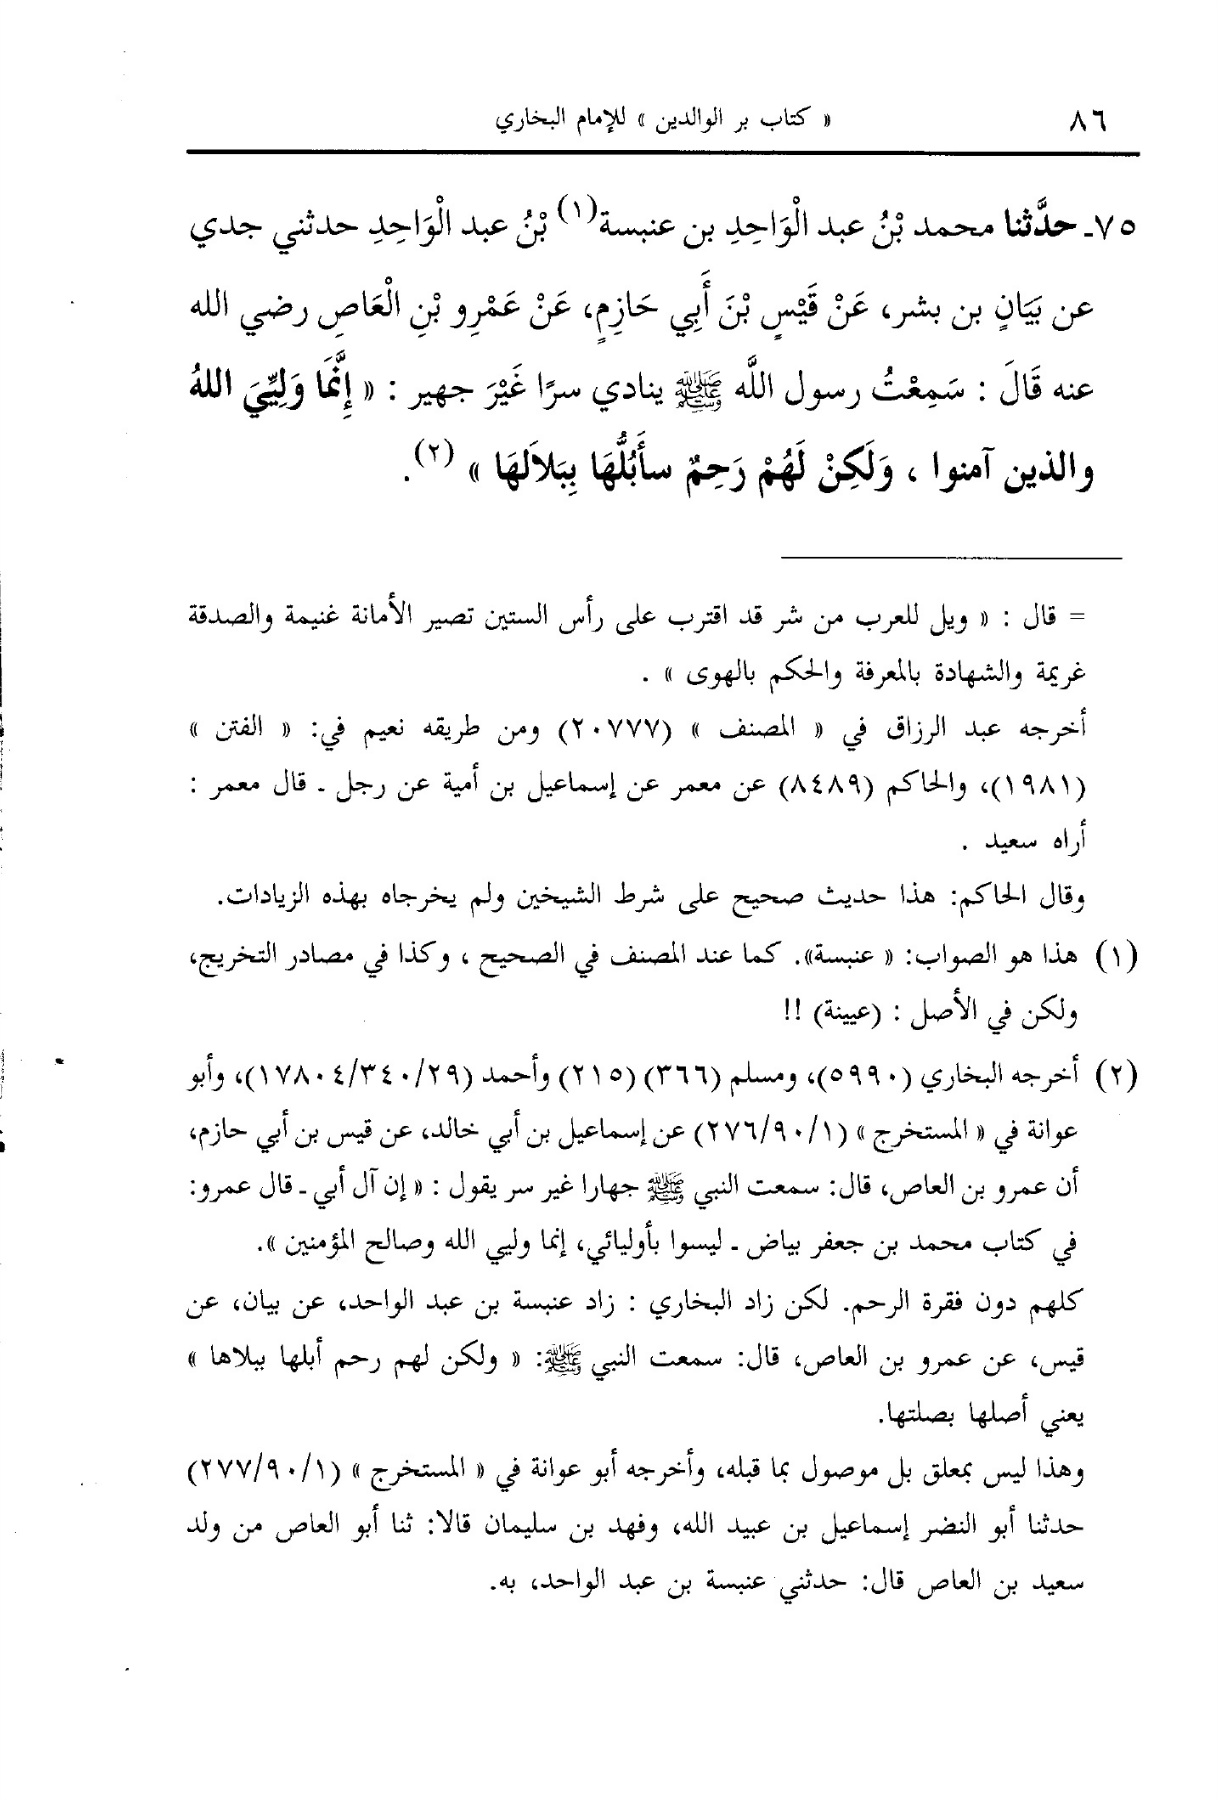 ٨٦
« كتاب بر الوالدين » للإمام البخاري
٧٥ـ حدَّثنا محمد بْنُ عبد الْوَاحِدِ بن عنبسة(١) بْنُ عبد الْوَاحِدِ حدثني جدي
عن بَيَانٍ بن بشر، عَنْ قَيْسٍ بْنَ أَبِي حَازِمٍ، عَنْ عَمْرِو بْنِ الْعَاصِ رضي الله
عنه قَالَ : سَمِعْتُ رسول اللَّه ﷺ ينادي سرًا غَيْرَ جهير : « إِنَّمَا وَلِيِّيَ اللهُ
والذين آمنوا ، وَلَكِنْ لَهُمْ رَحِمٌ سأَبُلُّهَا بِبَلاَلَهَا » (٢).
= قال : « ويل للعرب من شر قد اقترب على رأس الستين تصير الأمانة غنيمة والصدقة
غريمة والشهادة بالمعرفة والحكم بالهوى » .
أخرجه عبد الرزاق في « المصنف » (٢٠٧٧٧) ومن طريقه نعيم في: « الفتن »
(١٩٨١)، والحاكم (٨٤٨٩) عن معمر عن إسماعيل بن أمية عن رجل ـ قال معمر :
أراه سعيد .
وقال الحاكم: هذا حديث صحيح على شرط الشيخين ولم يخرجاه بهذه الزيادات.
(١) هذا هو الصواب: « عنبسة». كما عند المصنف في الصحيح ، وكذا في مصادر التخريج،
ولكن في الأصل : (عيينة) !!
(٢) أخرجه البخاري (٥٩٩٠)، ومسلم (٣٦٦) (٢١٥) وأحمد (١٧٨٠٤/٣٤٠/٢٩)، وأبو
عوانة في « المستخرج » (٢٧٦/٩٠/١) عن إسماعيل بن أبي خالد، عن قيس بن أبي حازم،
أن عمرو بن العاص، قال: سمعت النبي ﷺ جهارا غير سر يقول : « إن آل أبي ـ قال عمرو:
في كتاب محمد بن جعفر بياض ـ ليسوا بأوليائي، إنما وليي الله وصالح المؤمنين ».
كلهم دون فقرة الرحم. لكن زاد البخاري : زاد عنبسة بن عبد الواحد، عن بيان، عن
قيس، عن عمرو بن العاص، قال: سمعت النبي ﷺ: « ولكن لهم رحم أبلها ببلاها »
يعني أصلها بصلتها.
وهذا ليس بمعلق بل موصول بما قبله، وأخرجه أبو عوانة في « المستخرج » (٢٧٧/٩٠/١)
حدثنا أبو النضر إسماعيل بن عبيد الله، وفهد بن سليمان قالا: ثنا أبو العاص من ولد
سعيد بن العاص قال: حدثني عنبسة بن عبد الواحد، به.